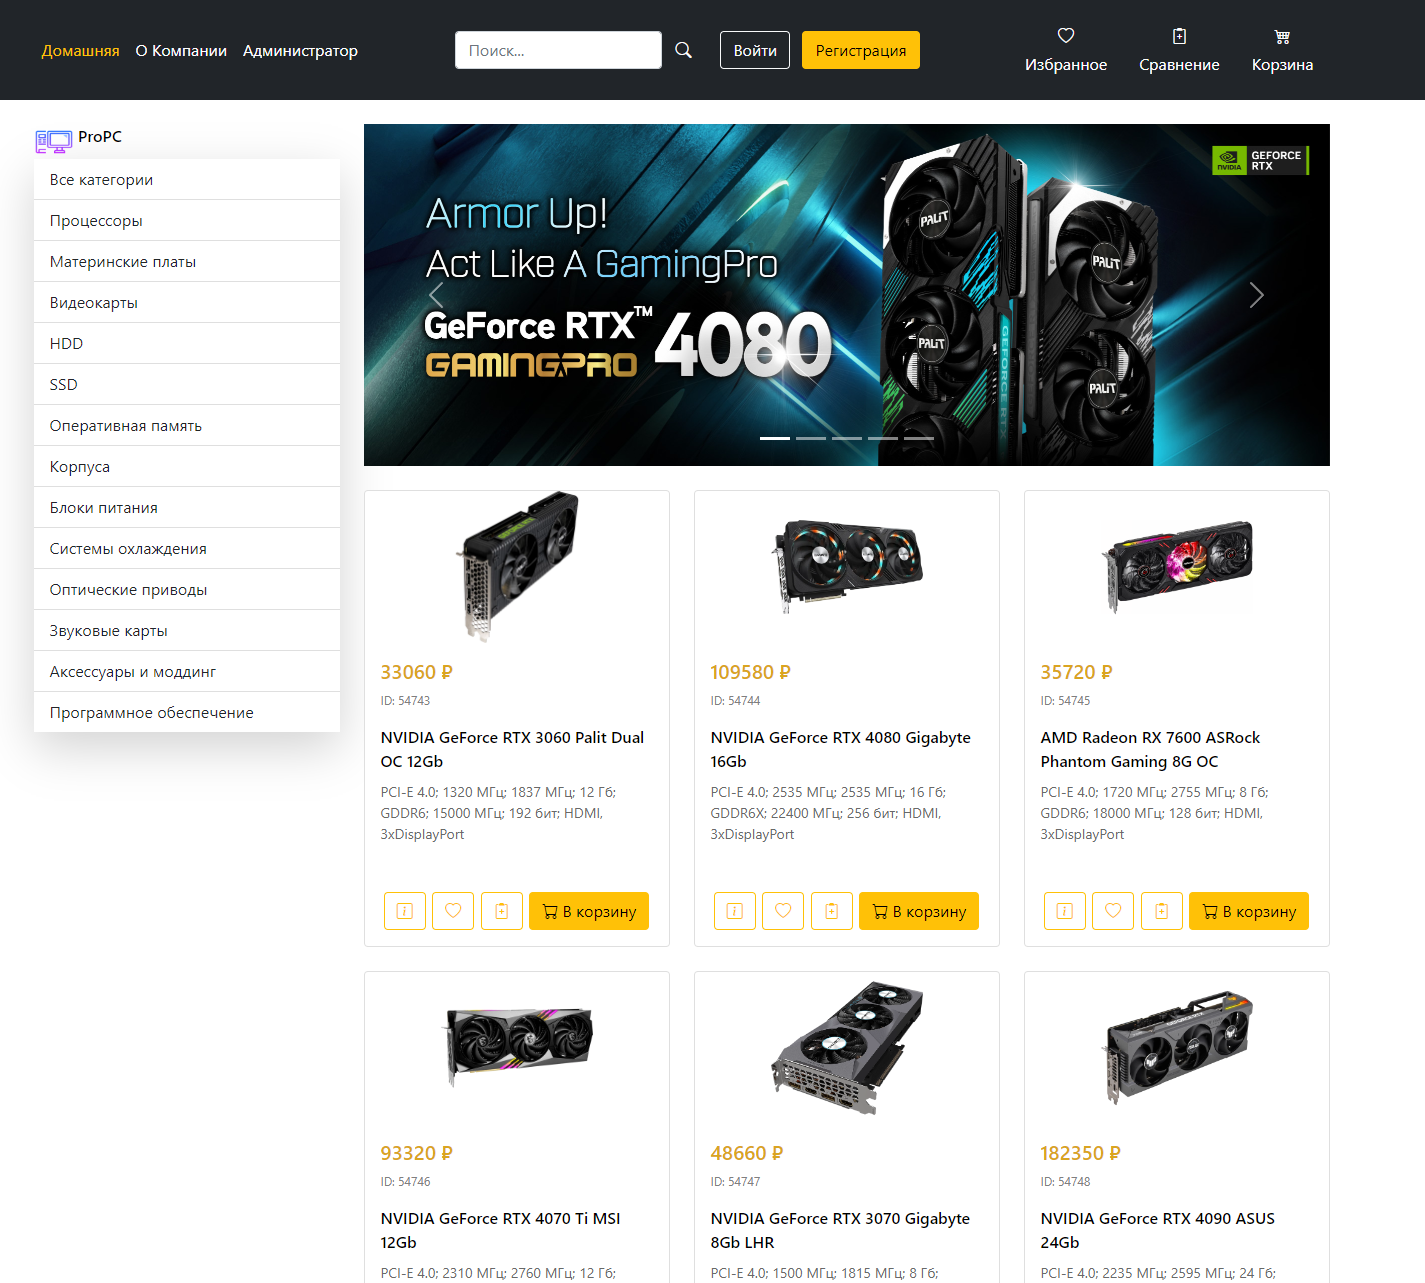 Домашняя О Компании Администратор
Поиск...
Войти Регистрация
Избранное Сравнение Корзина
ProPC
Все категории
Процессоры
Материнские платы
Видеокарты
HDD
SSD
Оперативная память
Корпуса
Блоки питания
Системы охлаждения
Оптические приводы
Звуковые карты
Аксессуары и моддинг
Программное обеспечение
Armor Up!
Act Like A GamingPro
GeForce RTX™ 4080
GAMINGPRO
NVIDIA GEFORCE RTX
PALIT
PALIT
PALIT
PALIT
GEFORCE RTX
33060 ₽
ID: 54743
NVIDIA GeForce RTX 3060 Palit Dual
OC 12Gb
PCI-E 4.0; 1320 МГц; 1837 МГц; 12 Гб;
GDDR6; 15000 МГц; 192 бит; HDMI,
3xDisplayPort
В корзину
109580 ₽
ID: 54744
NVIDIA GeForce RTX 4080 Gigabyte
16Gb
PCI-E 4.0; 2535 МГц; 2535 МГц; 16 Гб;
GDDR6X; 22400 МГц; 256 бит; HDMI,
3xDisplayPort
В корзину
35720 ₽
ID: 54745
AMD Radeon RX 7600 ASRock
Phantom Gaming 8G OC
PCI-E 4.0; 1720 МГц; 2755 МГц; 8 Гб;
GDDR6; 18000 МГц; 128 бит; HDMI,
3xDisplayPort
В корзину
93320 ₽
ID: 54746
NVIDIA GeForce RTX 4070 Ti MSI
12Gb
PCI-E 4.0; 2310 МГц; 2760 МГц; 12 Гб;
48660 ₽
ID: 54747
NVIDIA GeForce RTX 3070 Gigabyte
8Gb LHR
PCI-E 4.0; 1500 МГц; 1815 МГц; 8 Гб;
182350 ₽
ID: 54748
NVIDIA GeForce RTX 4090 ASUS
24Gb
PCI-E 4.0; 2235 МГц; 2595 МГц; 24 Гб;